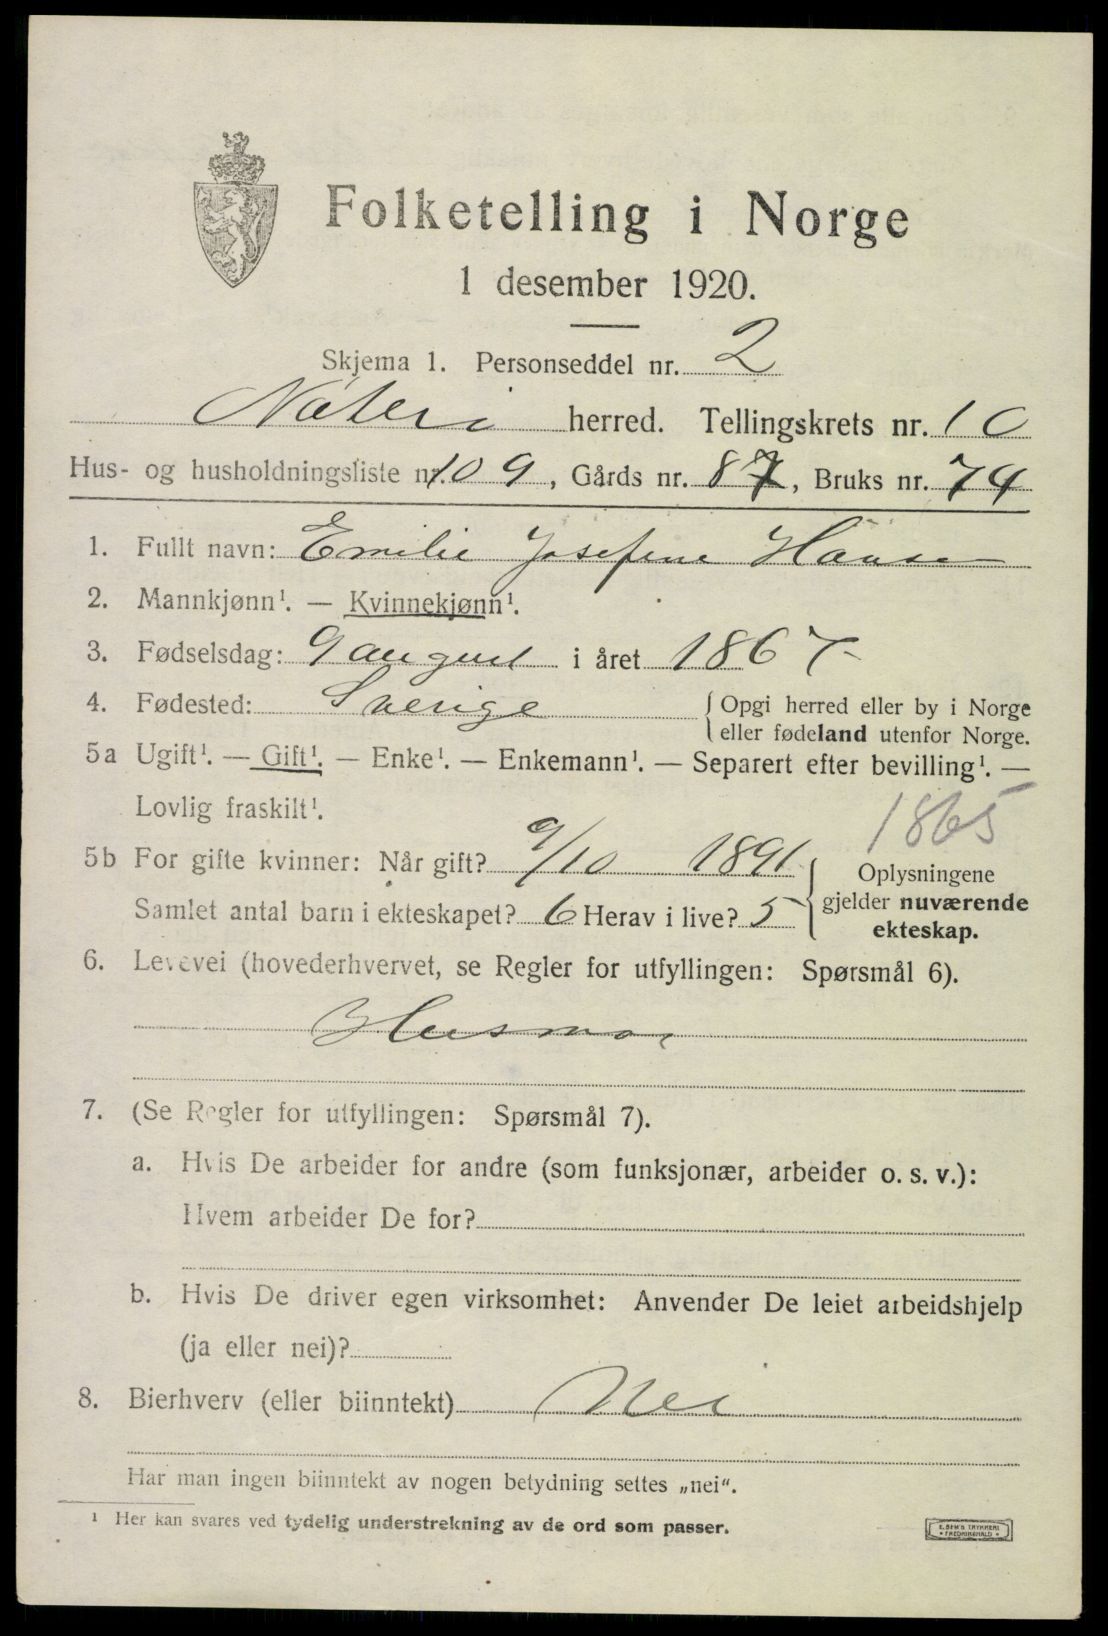 Folketelling i Norge
1 desember 1920.
Skjema 1. Personseddel nr. 2
herred. Tellingskrets nr. 10
Hus- og husholdningsliste nr. 109, Gårds nr. 8, Bruks nr. 74
1. Fullt navn: Emilie Josefine Hansen
2. Mannkjønn¹. — Kvinnekjønn¹.
3. Fødselsdag: 9 august i året 1867
4. Fødested: Sverige { Opgi herred eller by i Norge
eller fødeland utenfor Norge.
5a Ugift¹. — Gift¹. — Enke¹. — Enkemann¹. — Separert efter bevilling¹. —
Lovlig fraskilt¹.
1865
5b For gifte kvinner: Når gift? 9/10 1891
Samlet antal barn i ekteskapet? 6 Herav i live? 5
} Oplysningene
gjelder nuværende
ekteskap.
6. Levevei (hovederhvervet, se Regler for utfyllingen: Spørsmål 6).
Husmor
7. (Se Regler for utfyllingen: Spørsmål 7).
a. Hvis De arbeider for andre (som funksjonær, arbeider o. s. v.):
Hvem arbeider De for?
b. Hvis De driver egen virksomhet: Anvender De leiet arbeidshjelp
(ja eller nei)?
8. Bierhverv (eller biinntekt) Nei
Har man ingen biinntekt av nogen betydning settes „nei“.
¹ Her kan svares ved tydelig understrekning av de ord som passer.
E. SEM'S TRYKKERI
• FREDRIKSHALD •